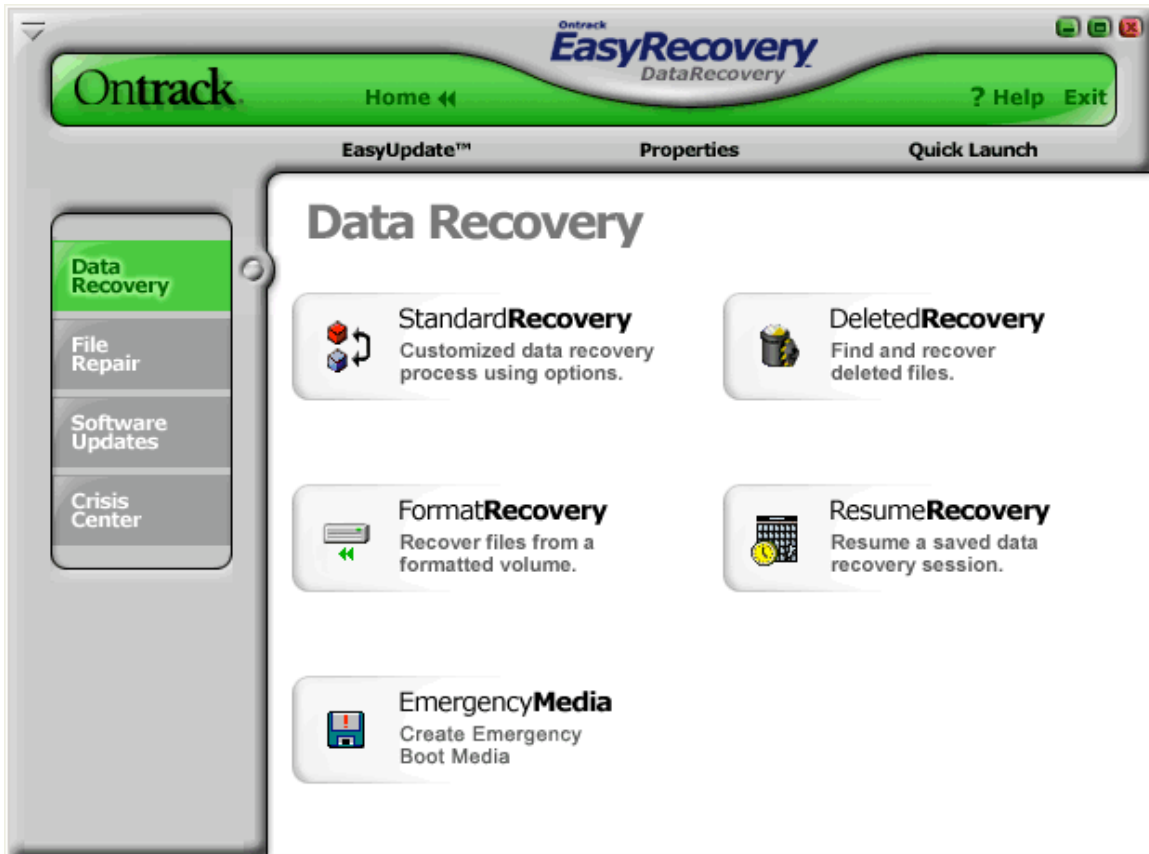 Ontrack
EasyRecovery
DataRecovery
Ontrack.
Home
? Help Exit
EasyUpdate™ Properties Quick Launch
Data Recovery
Data
Recovery
File
Repair
Software
Updates
Crisis
Center
StandardRecovery
Customized data recovery
process using options.
DeletedRecovery
Find and recover
deleted files.
FormatRecovery
Recover files from a
formatted volume.
ResumeRecovery
Resume a saved data
recovery session.
EmergencyMedia
Create Emergency
Boot Media